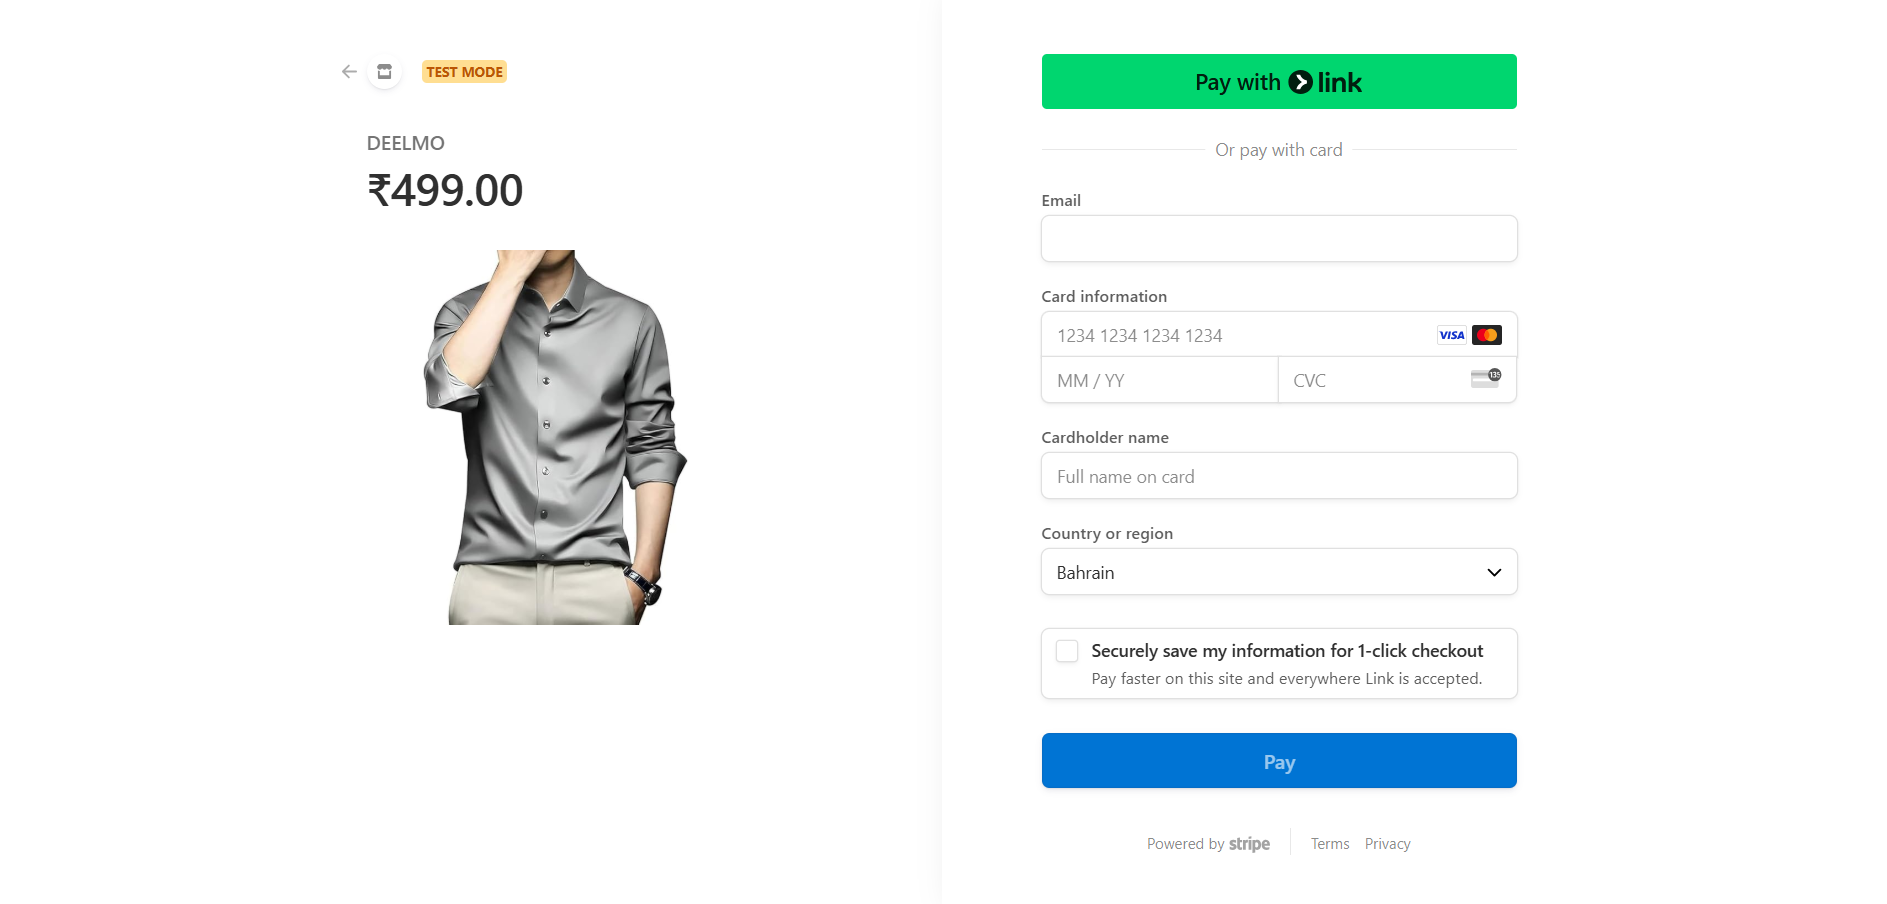 TEST MODE
DEELMO
₹499.00
Pay with link
Or pay with card
Email
Card information
1234 1234 1234 1234
VISA
MM / YY
CVC
135
Cardholder name
Full name on card
Country or region
Bahrain
Securely save my information for 1-click checkout
Pay faster on this site and everywhere Link is accepted.
Pay
Powered by stripe
Terms
Privacy